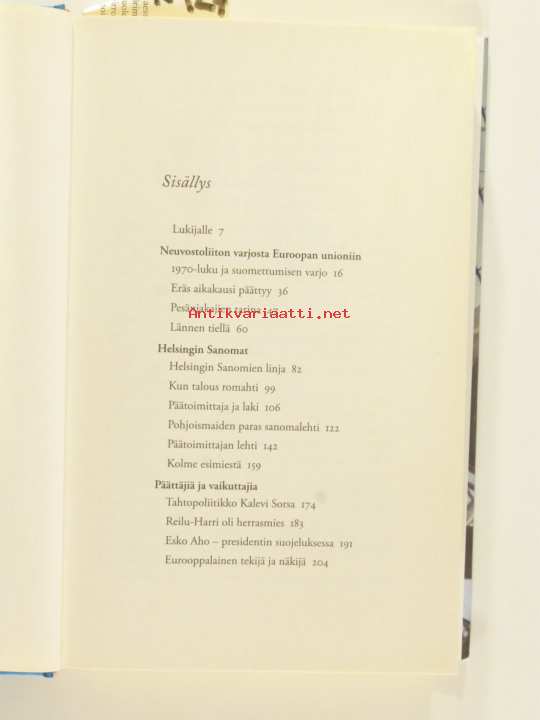 Sisällys
Lukijalle 7
Neuvostoliiton varjosta Euroopan unioniin
1970-luku ja suomettumisen varjo 16
Eräs aikakausi päättyy 36
Pesänjakajien tarina 47
Antikvariaatti.net
Lännen tiellä 60
Helsingin Sanomat
Helsingin Sanomien linja 82
Kun talous romahti 99
Päätoimittaja ja laki 106
Pohjoismaiden paras sanomalehti 122
Päätoimittajan lehti 142
Kolme esimiestä 159
Päättäjiä ja vaikuttajia
Tahtopoliitikko Kalevi Sorsa 174
Reilu-Harri oli herrasmies 183
Esko Aho – presidentin suojeluksessa 191
Eurooppalainen tekijä ja näkijä 204